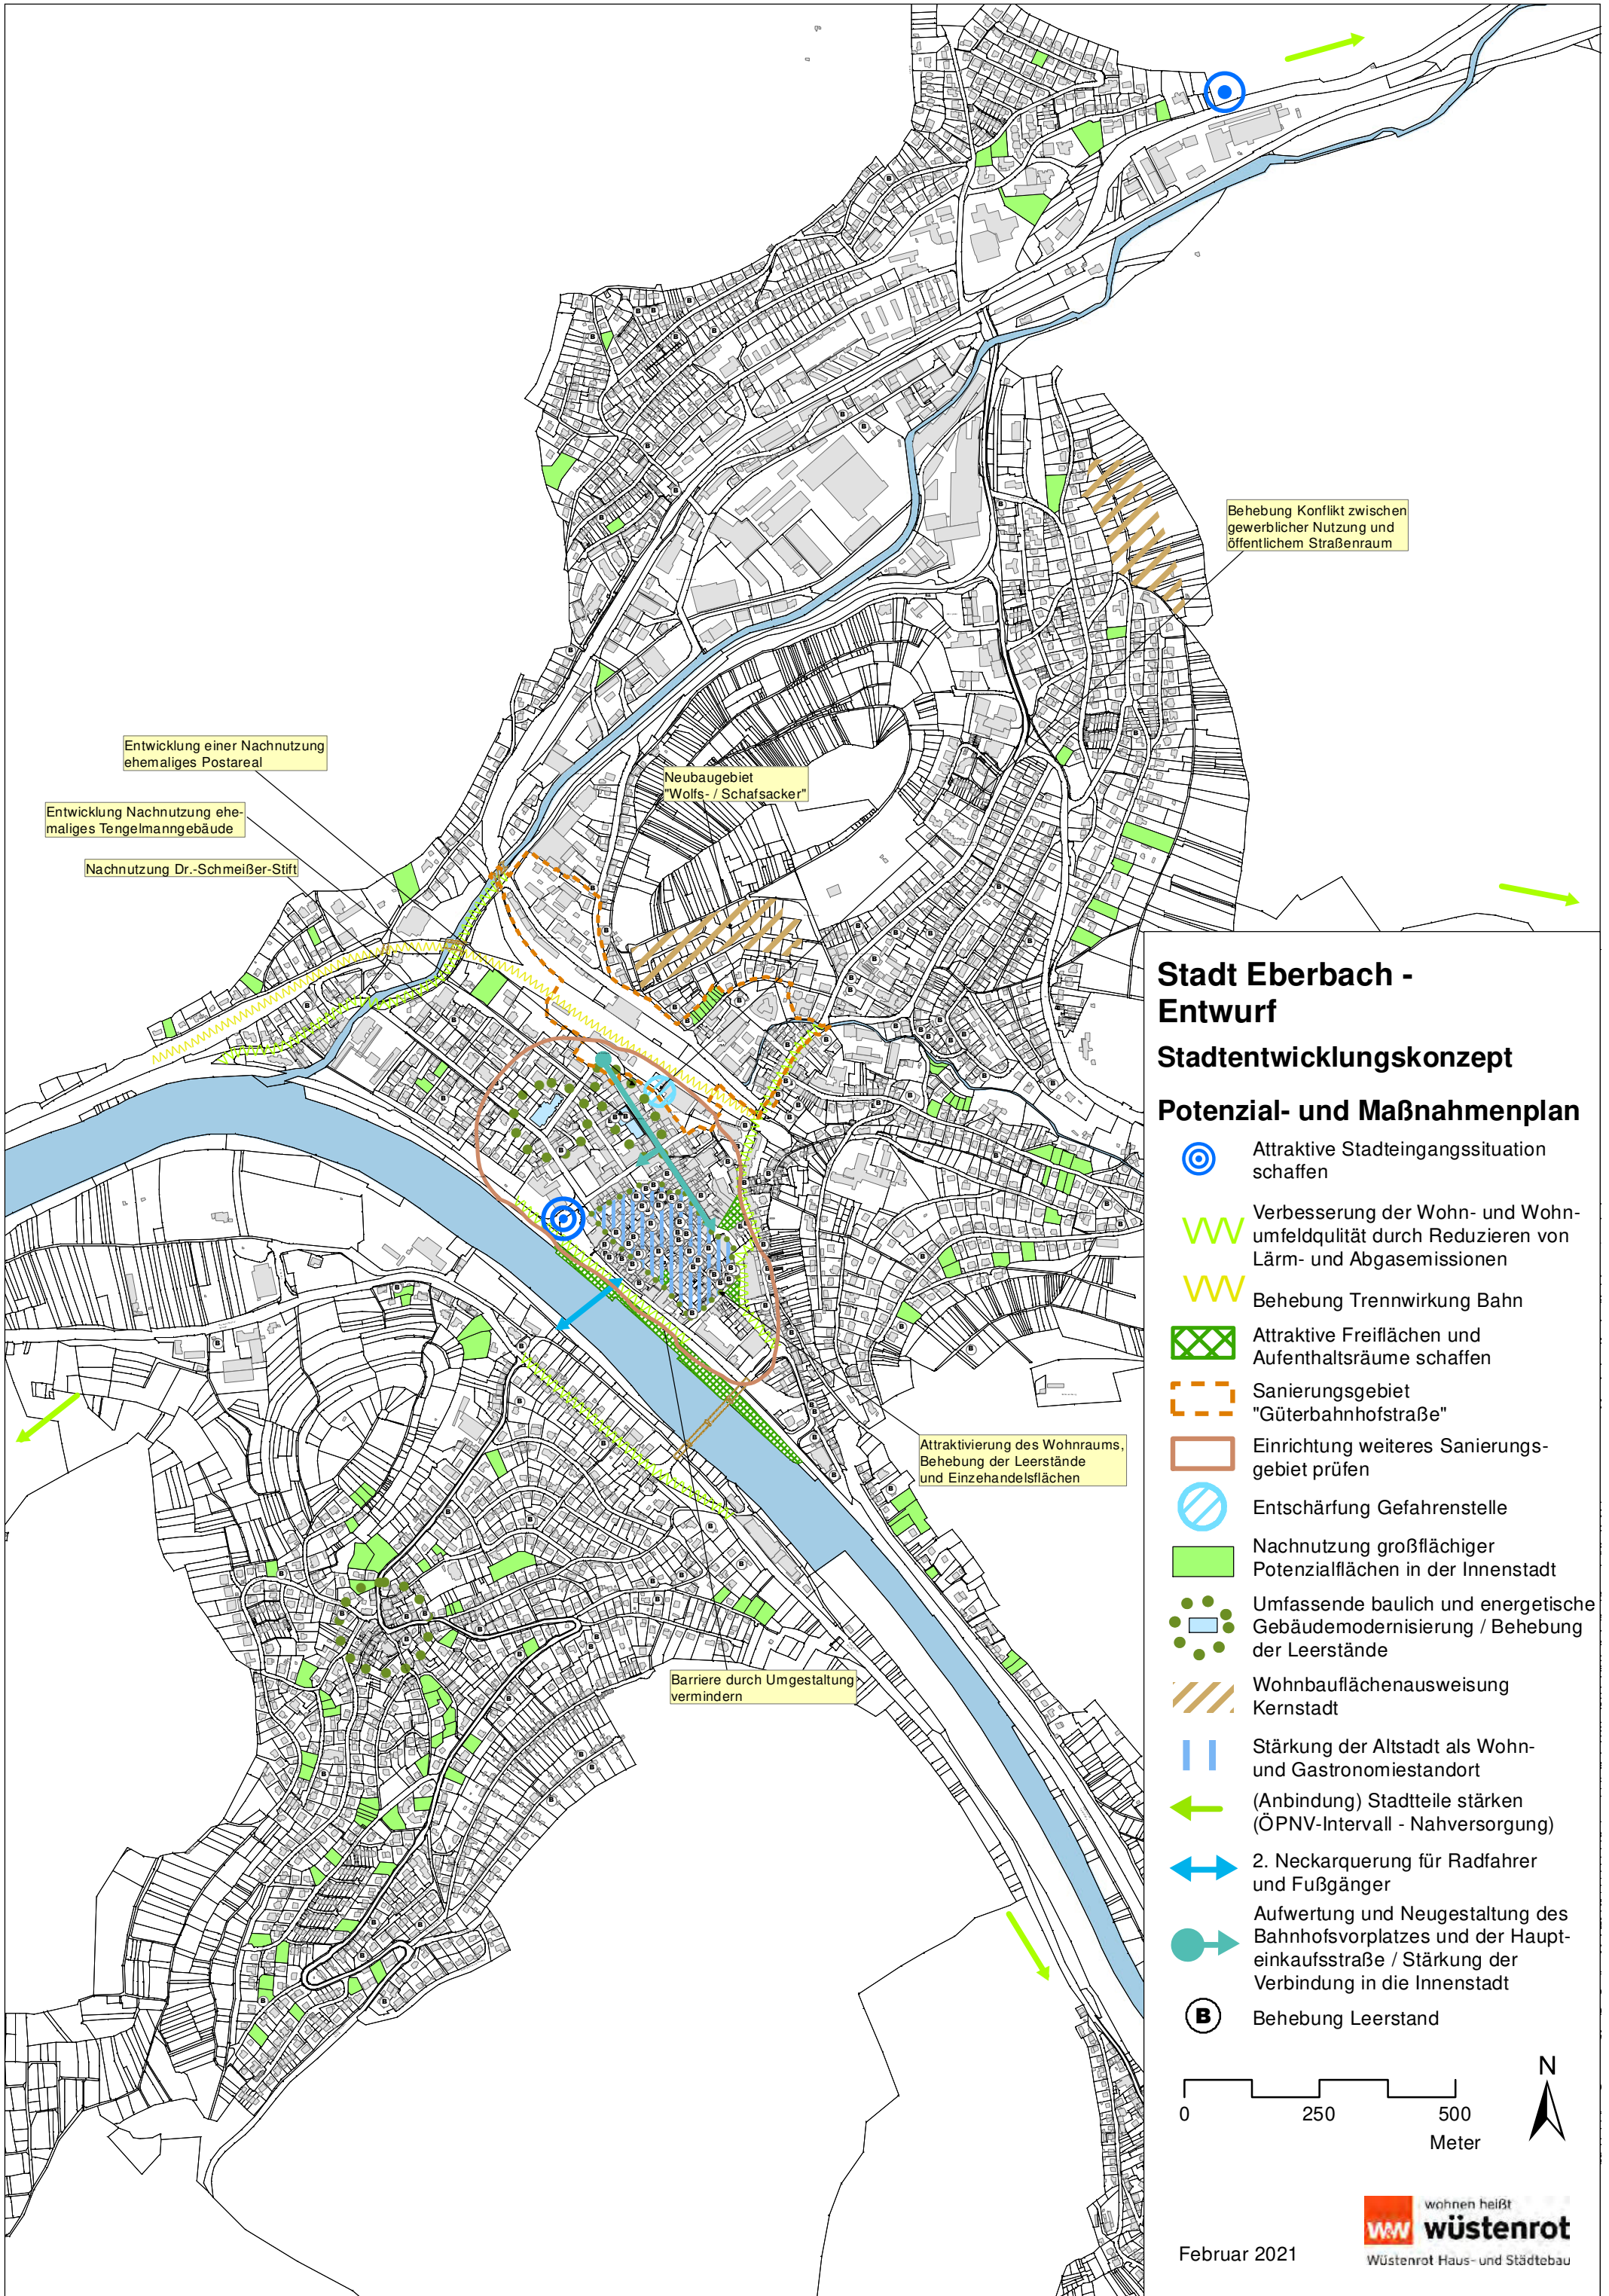 Behebung Konflikt zwischen
gewerblicher Nutzung und
öffentlichem Straßenraum
Entwicklung einer Nachnutzung
ehemaliges Postareal
Neubaugebiet
"Wolfs- / Schafsacker"
Entwicklung Nachnutzung ehe-
maliges Tengelmanngebäude
Nachnutzung Dr.-Schmeißer-Stift
Attraktivierung des Wohnraums,
Behebung der Leerstände
und Einzehandelsflächen
Barriere durch Umgestaltung
vermindern
Stadt Eberbach -
Entwurf
Stadtentwicklungskonzept
Potenzial- und Maßnahmenplan
Attraktive Stadteingangssituation
schaffen
Verbesserung der Wohn- und Wohn-
umfeldqulität durch Reduzieren von
Lärm- und Abgasemissionen
Behebung Trennwirkung Bahn
Attraktive Freiflächen und
Aufenthaltsräume schaffen
Sanierungsgebiet
"Güterbahnhofstraße"
Einrichtung weiteres Sanierungs-
gebiet prüfen
Entschärfung Gefahrenstelle
Nachnutzung großflächiger
Potenzialflächen in der Innenstadt
Umfassende baulich und energetische
Gebäudemodernisierung / Behebung
der Leerstände
Wohnbauflächenausweisung
Kernstadt
Stärkung der Altstadt als Wohn-
und Gastronomiestandort
(Anbindung) Stadtteile stärken
(ÖPNV-Intervall - Nahversorgung)
2. Neckarquerung für Radfahrer
und Fußgänger
Aufwertung und Neugestaltung des
Bahnhofsvorplatzes und der Haupt-
einkaufsstraße / Stärkung der
Verbindung in die Innenstadt
B Behebung Leerstand
N
0 250 500
Meter
Februar 2021
wohnen heißt
W&W wüstenrot
Wüstenrot Haus- und Städtebau